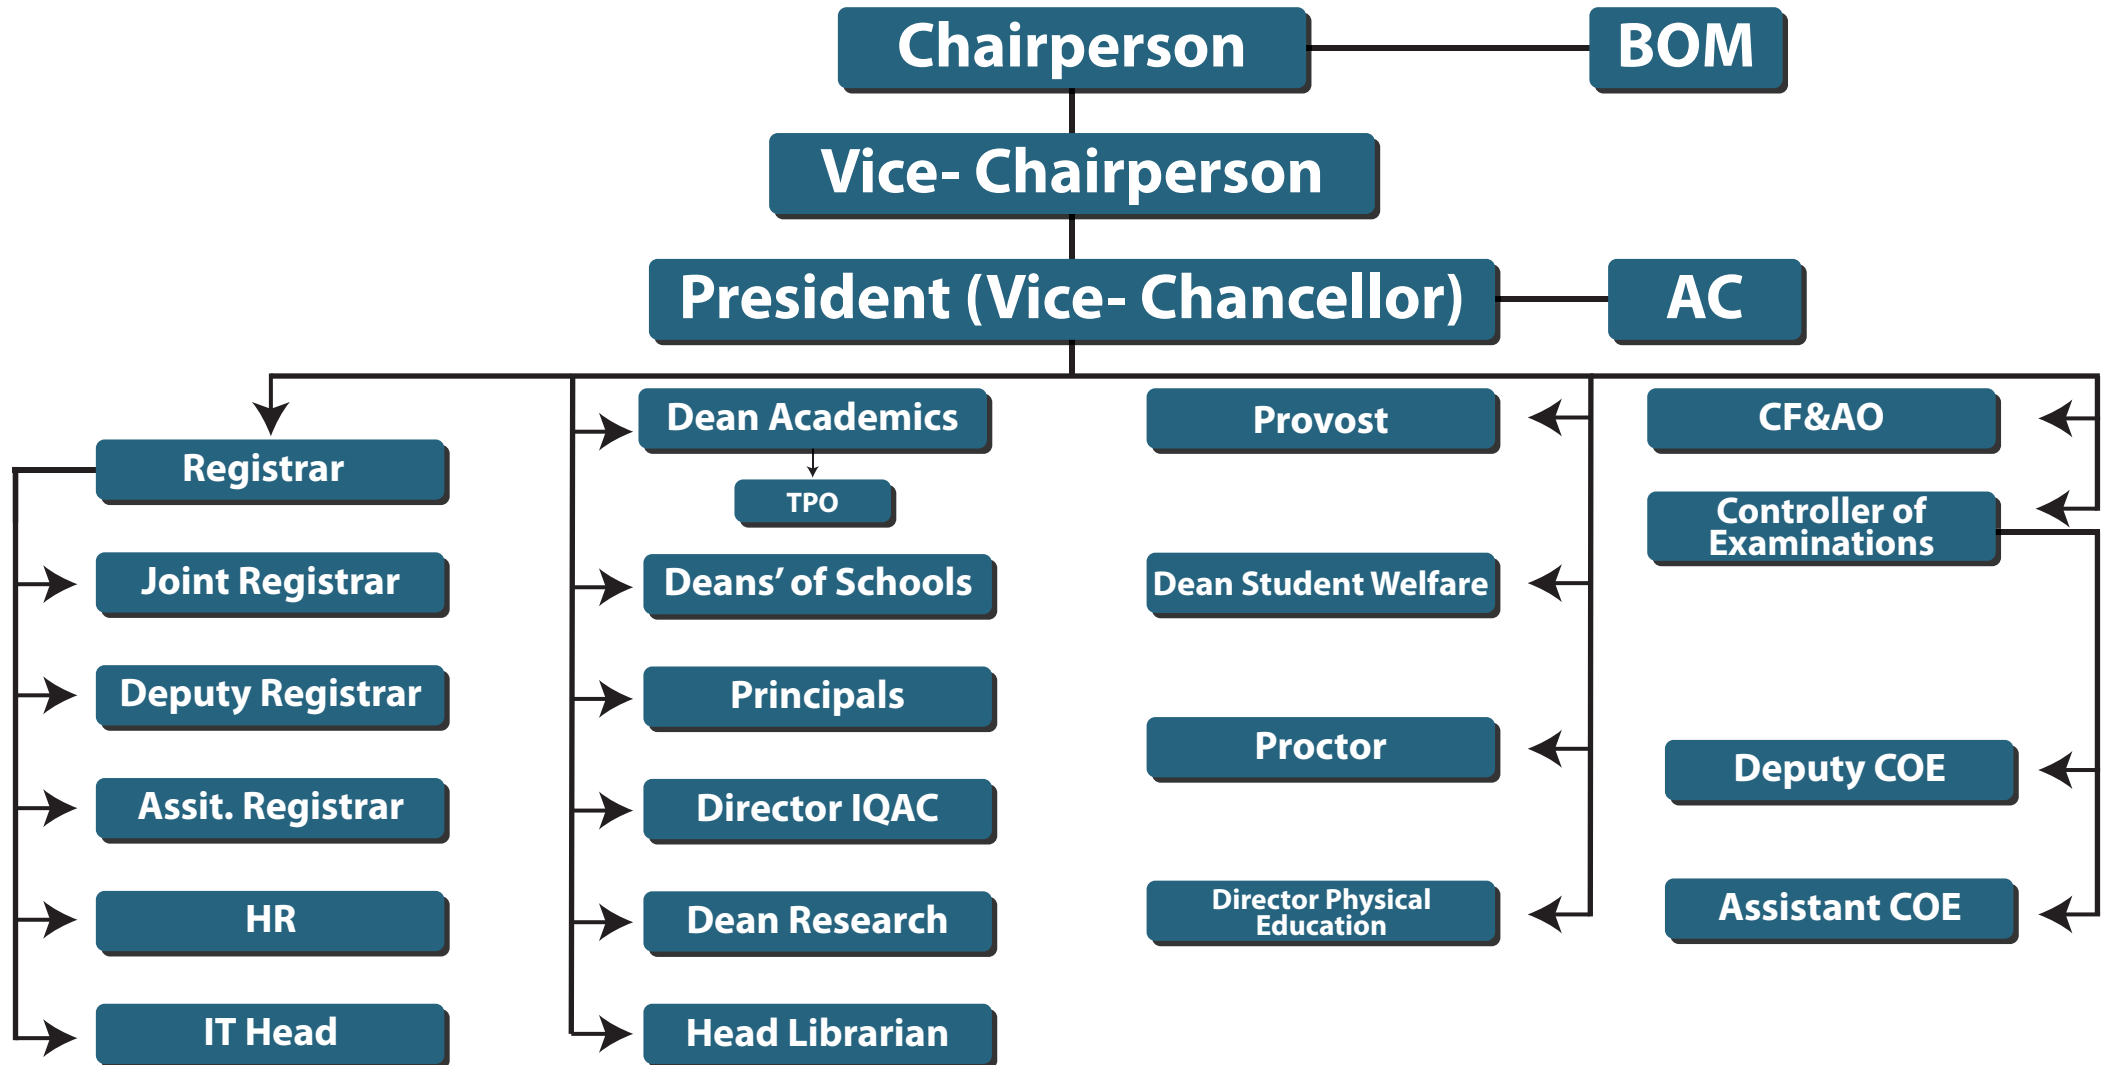 Chairperson
BOM
Vice- Chairperson
President (Vice- Chancellor)
AC
Registrar
Joint Registrar
Deputy Registrar
Assit. Registrar
HR
IT Head
Dean Academics
TPO
Deans’ of Schools
Principals
Director IQAC
Dean Research
Head Librarian
Provost
Dean Student Welfare
Proctor
Director Physical
Education
CF&AO
Controller of
Examinations
Deputy COE
Assistant COE